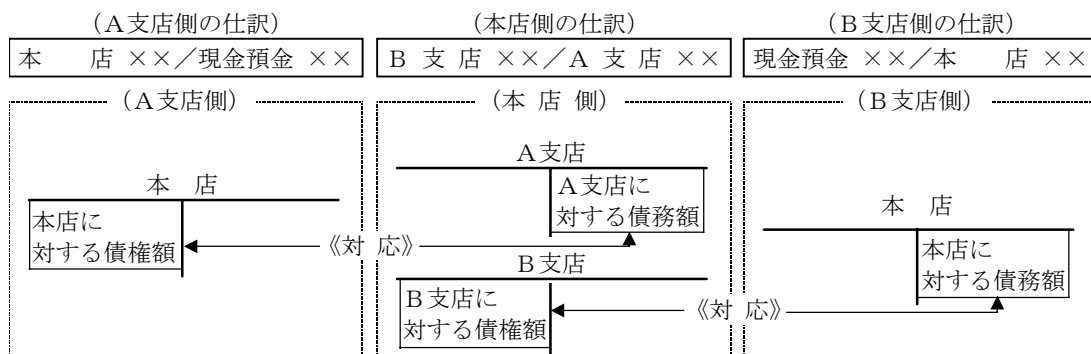 (A支店側の仕訳)
本　　店 ××／現金預金 ××
(本店側の仕訳)
B 支 店 ××／A 支 店 ××
(B支店側の仕訳)
現金預金 ××／本　　店 ××
(A支店側)
本　店
本店に
対する債権額
(本 店 側)
A支店
A支店に
対する債務額
《対 応》
B支店
B支店に
対する債権額
《対 応》
(B支店側)
本　店
本店に
対する債務額